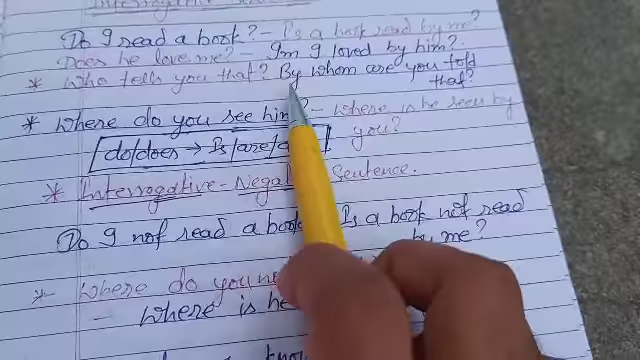 Interrogative
Do I read a book? - Is a book read by me?
Does he love me? - Im I loved by him?
* Who tells you that? By whom are you told that?
* Where do you see him? - Where is he seen by you?
do/does → Is/are/
* Interrogative - Negative Sentence.
Do I not read a book Is a book not read by me?
* Where do you no
- Where is he